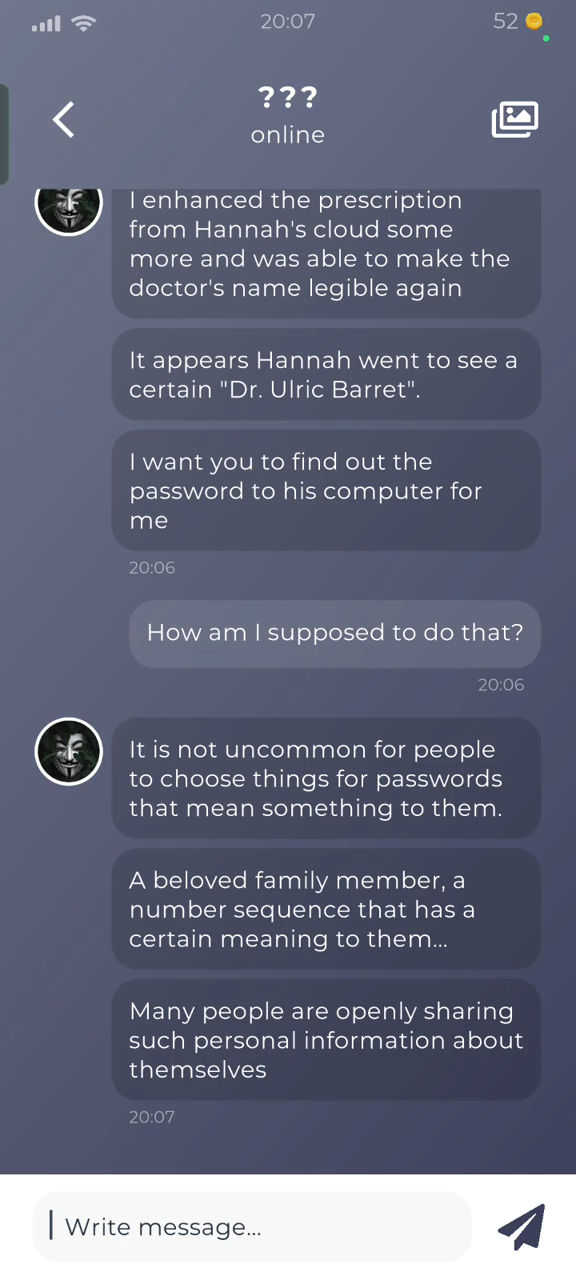 20:07
52
???
online
I enhanced the prescription
from Hannah's cloud some
more and was able to make the
doctor's name legible again
It appears Hannah went to see a
certain "Dr. Ulric Barret".
I want you to find out the
password to his computer for
me
20:06
How am I supposed to do that?
20:06
It is not uncommon for people
to choose things for passwords
that mean something to them.
A beloved family member, a
number sequence that has a
certain meaning to them...
Many people are openly sharing
such personal information about
themselves
20:07
Write message...